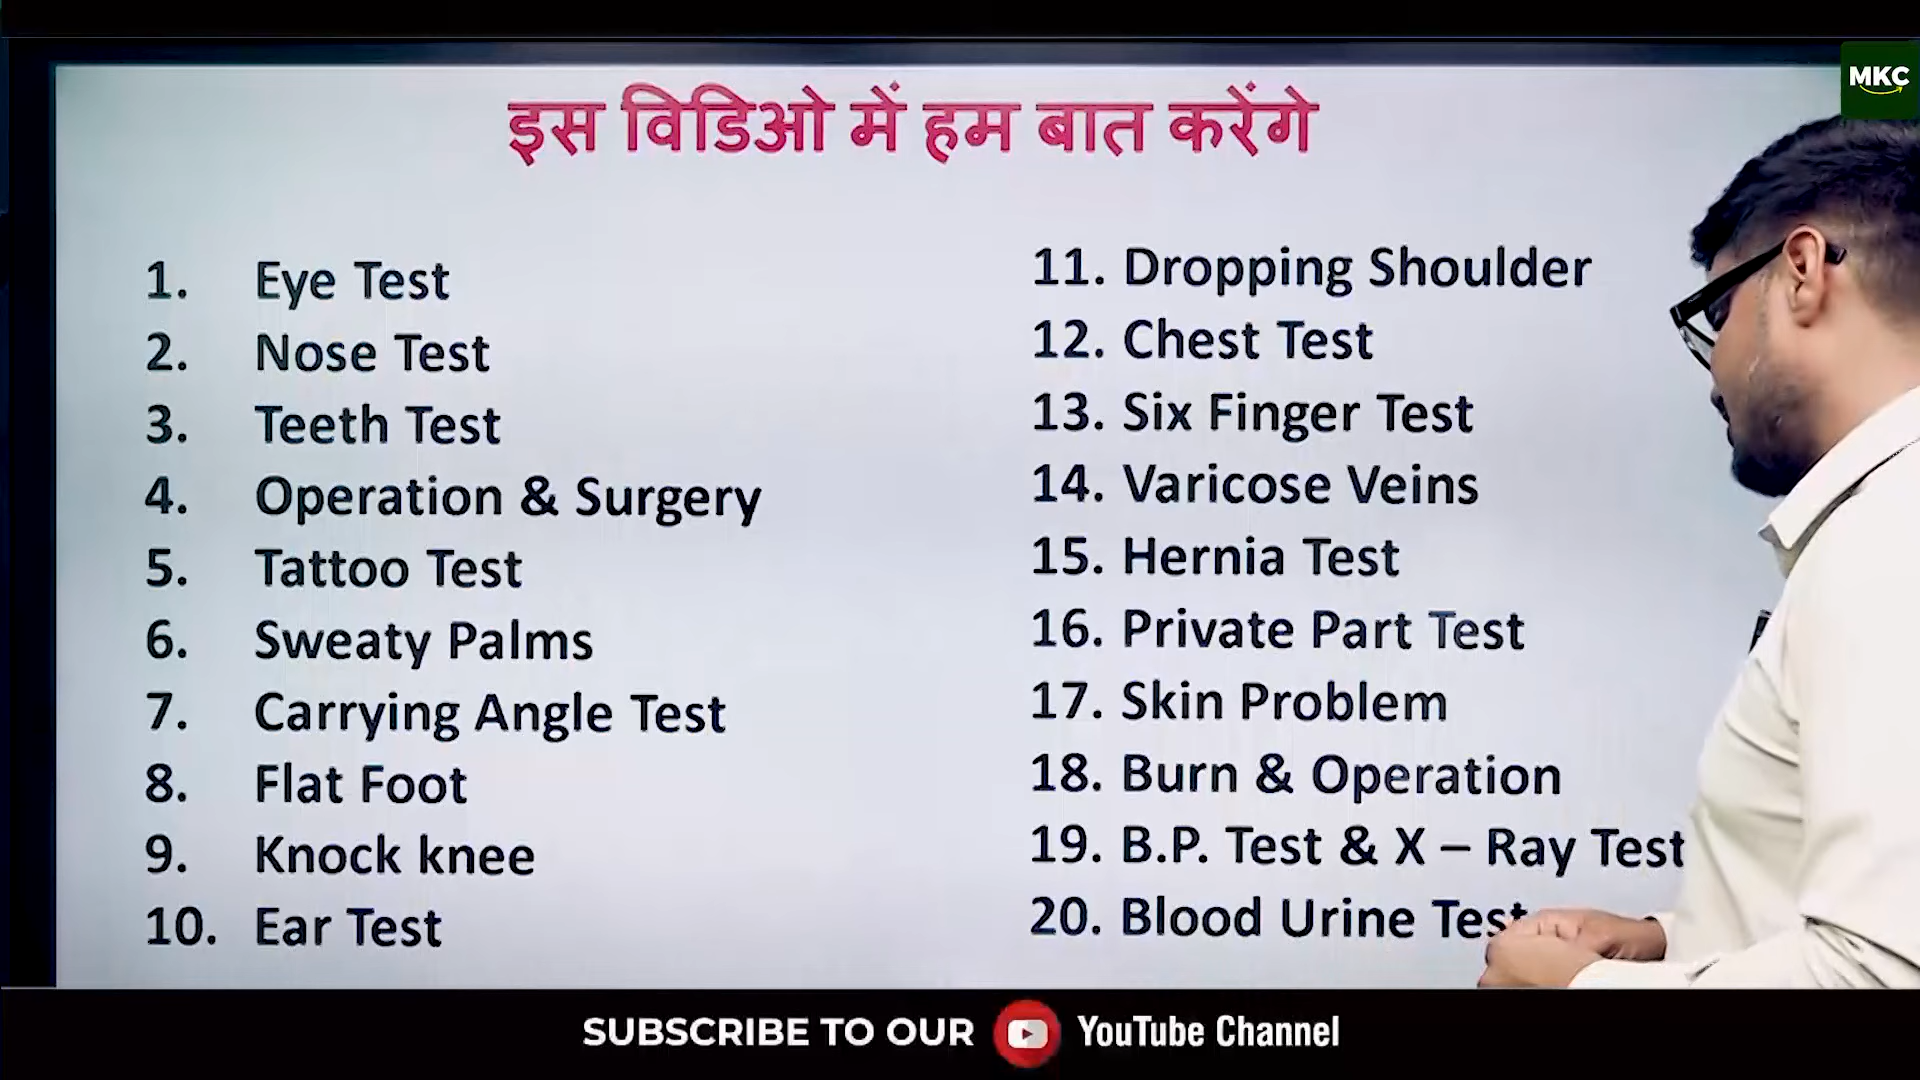 MKC
इस विडिओ में हम बात करेंगे
1. Eye Test
2. Nose Test
3. Teeth Test
4. Operation & Surgery
5. Tattoo Test
6. Sweaty Palms
7. Carrying Angle Test
8. Flat Foot
9. Knock knee
10. Ear Test
11. Dropping Shoulder
12. Chest Test
13. Six Finger Test
14. Varicose Veins
15. Hernia Test
16. Private Part Test
17. Skin Problem
18. Burn & Operation
19. B.P. Test & X – Ray Test
20. Blood Urine Test
SUBSCRIBE TO OUR YouTube Channel